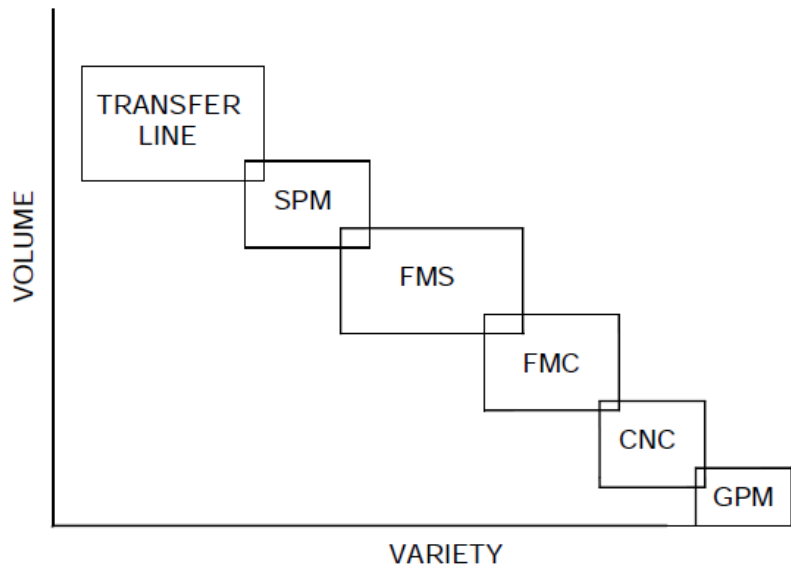 TRANSFER
LINE
SPM
VOLUME
FMS
FMC
CNC
GPM
VARIETY